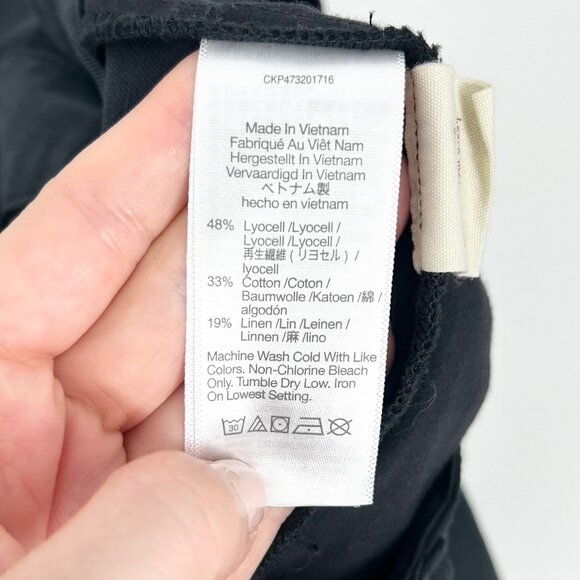 CKP473201716
Made In Vietnam
Fabriqué Au Viêt Nam
Hergestellt In Vietnam
Vervaardigd In Vietnam
ベトナム製
hecho en vietnam
48% Lyocell /Lyocell /
Lyocell /Lyocell /
再生繊維 ( リヨセル ) /
lyocell
33% Cotton /Coton /
Baumwolle /Katoen /綿 /
algodón
19% Linen /Lin /Leinen /
Linnen /麻 /lino
Machine Wash Cold With Like
Colors. Non-Chlorine Bleach
Only. Tumble Dry Low. Iron
On Lowest Setting.
30